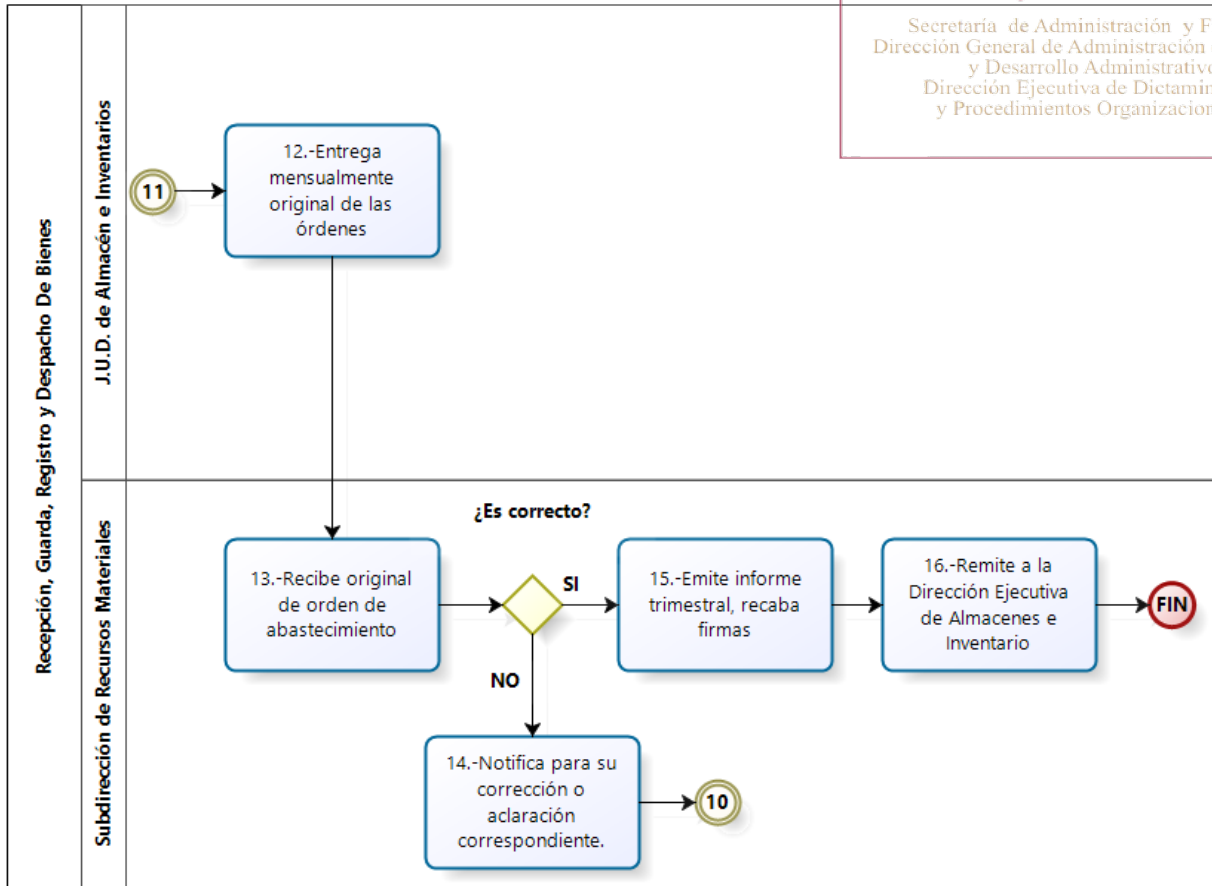 Secretaría de Administración y F
Dirección General de Administración
y Desarrollo Administrativo
Dirección Ejecutiva de Dictamin
y Procedimientos Organizacion
Recepción, Guarda, Registro y Despacho De Bienes
J.U.D. de Almacén e Inventarios
11
12.-Entrega
mensualmente
original de las
órdenes
Subdirección de Recursos Materiales
¿Es correcto?
13.-Recibe original
de orden de
abastecimiento
SI
15.-Emite informe
trimestral, recaba
firmas
16.-Remite a la
Dirección Ejecutiva
de Almacenes e
Inventario
FIN
NO
14.-Notifica para su
corrección o
aclaración
correspondiente.
10